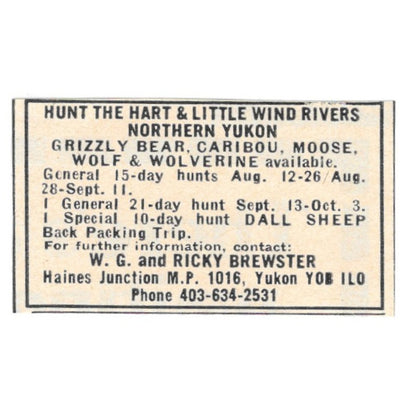 HUNT THE HART & LITTLE WIND RIVERS
NORTHERN YUKON
GRIZZLY BEAR, CARIBOU, MOOSE,
WOLF & WOLVERINE available.
General 15-day hunts Aug. 12-26/Aug.
28-Sept. 11.
1 General 21-day hunt Sept. 13-Oct. 3.
1 Special 10-day hunt DALL SHEEP
Back Packing Trip.
For further information, contact:
W. G. and RICKY BREWSTER
Haines Junction M.P. 1016, Yukon YOB ILO
Phone 403-634-2531